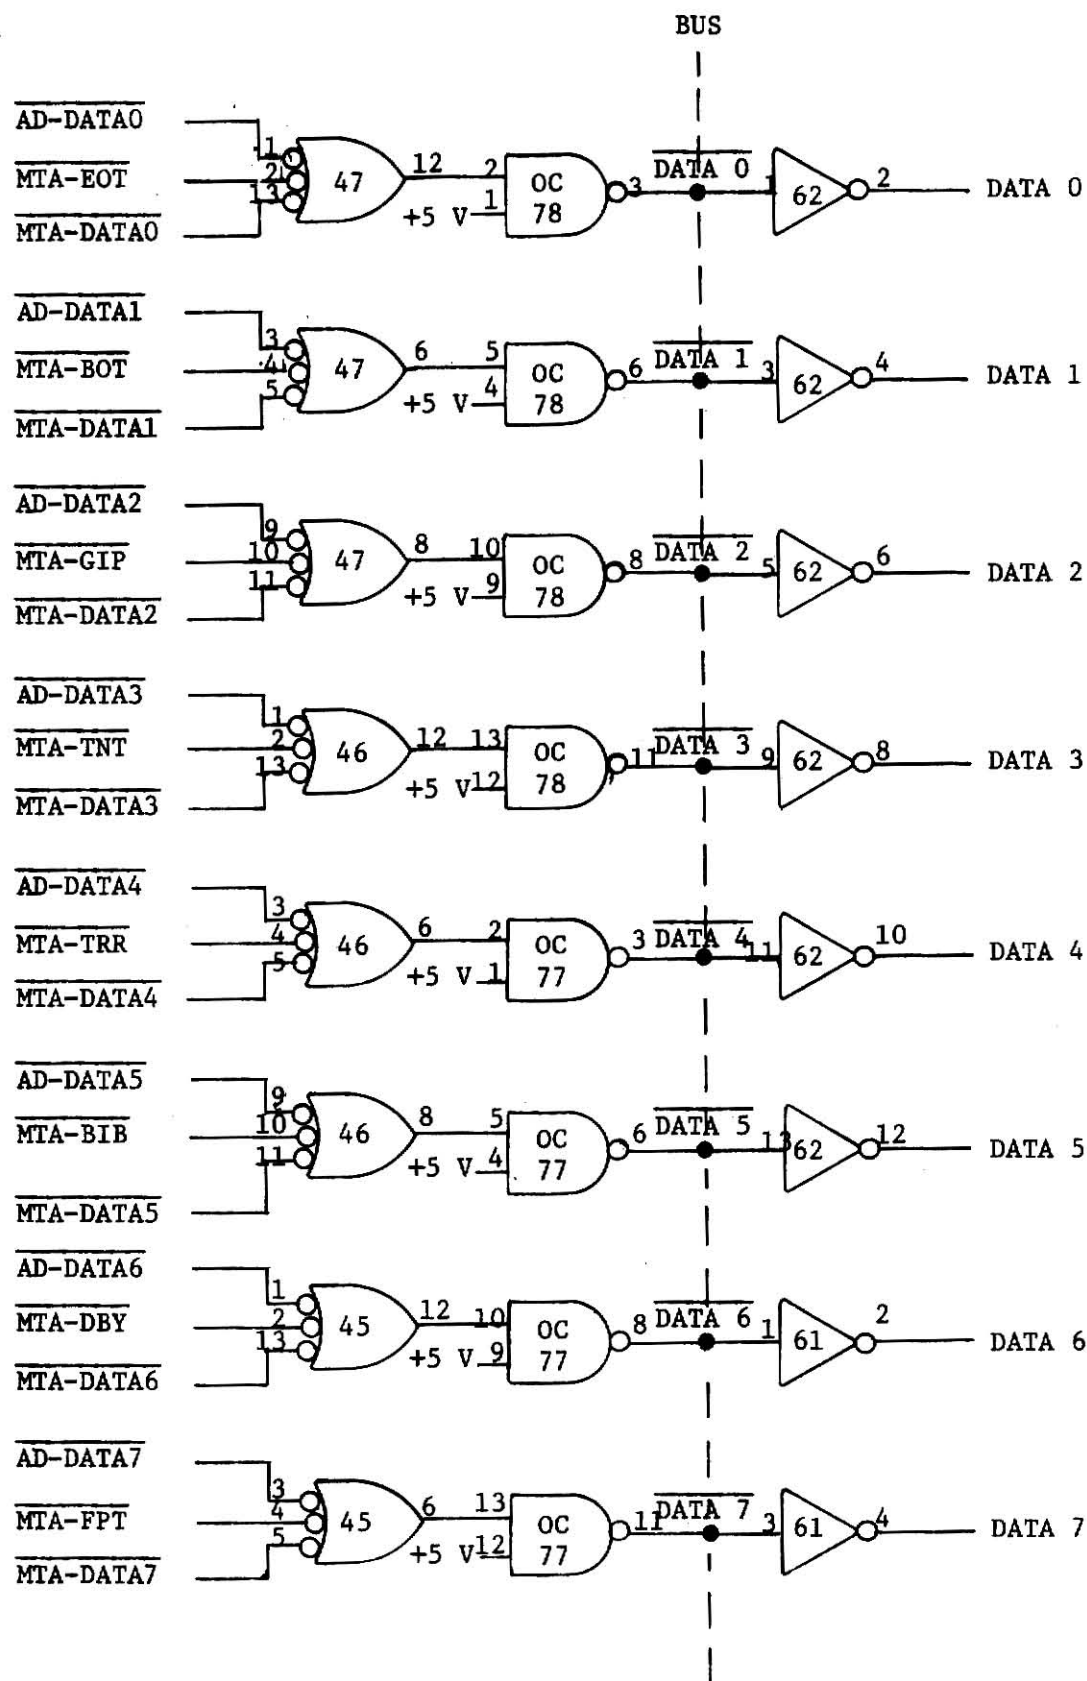 BUS
AD-DATA0
MTA-EOT
MTA-DATA0
1
2
13
47
12
2
+5 V
1
OC
78
3
DATA 0
1
62
2
DATA 0
AD-DATA1
MTA-BOT
MTA-DATA1
3
4
5
47
6
5
+5 V
4
OC
78
6
DATA 1
3
62
4
DATA 1
AD-DATA2
MTA-GIP
MTA-DATA2
9
10
11
47
8
10
+5 V
9
OC
78
8
DATA 2
5
62
6
DATA 2
AD-DATA3
MTA-TNT
MTA-DATA3
1
2
13
46
12
13
+5 V
12
OC
78
11
DATA 3
9
62
8
DATA 3
AD-DATA4
MTA-TRR
MTA-DATA4
3
4
5
46
6
2
+5 V
1
OC
77
3
DATA 4
11
62
10
DATA 4
AD-DATA5
MTA-BIB
MTA-DATA5
9
10
11
46
8
5
+5 V
4
OC
77
6
DATA 5
13
62
12
DATA 5
AD-DATA6
MTA-DBY
MTA-DATA6
1
2
13
45
12
10
+5 V
9
OC
77
8
DATA 6
1
61
2
DATA 6
AD-DATA7
MTA-FPT
MTA-DATA7
3
4
5
45
6
13
+5 V
12
OC
77
11
DATA 7
3
61
4
DATA 7